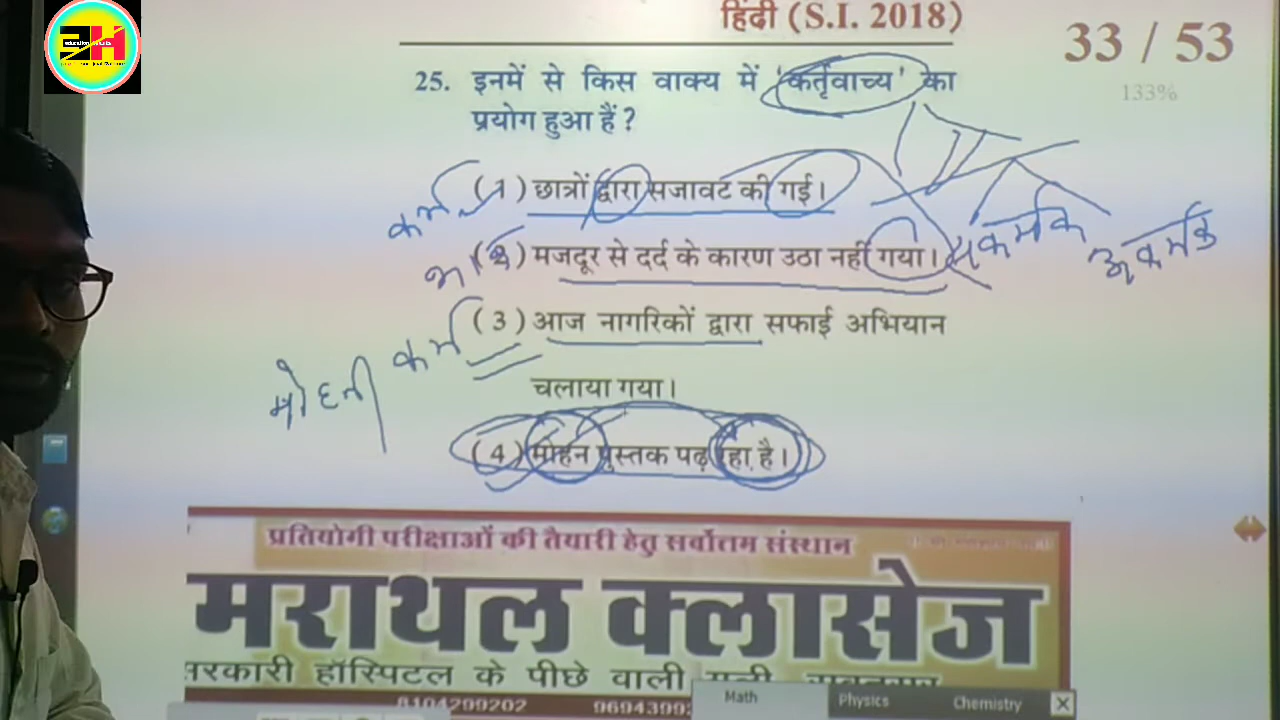 हिंदी (S.I. 2018)
33 / 53
133%
25. इनमें से किस वाक्य में 'कर्तृवाच्य' का
प्रयोग हुआ हैं ?
(1) छात्रों द्वारा सजावट की गई।
कर्म
(2) मजदूर से दर्द के कारण उठा नहीं गया।
सकर्मक
अकर्मक
भाव
(3) आज नागरिकों द्वारा सफाई अभियान
कर्म
चलाया गया।
मोहनी
(4) मोहन पुस्तक पढ़ रहा है।
प्रतियोगी परीक्षाओं की तैयारी हेतु सर्वोत्तम संस्थान
मराथल क्लासेज
सरकारी हॉस्पिटल के पीछे वाली गली
8104299202
9694399
Math
Physics
Chemistry